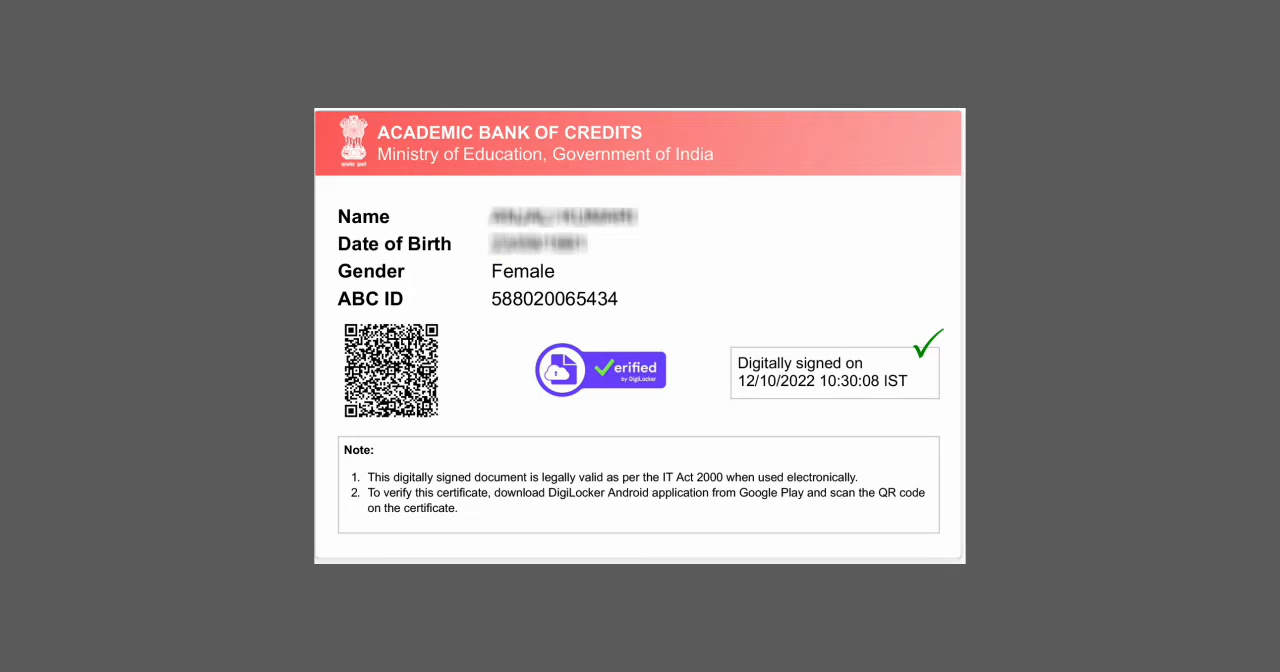 ACADEMIC BANK OF CREDITS
Ministry of Education, Government of India
Name
Date of Birth
Gender Female
ABC ID 588020065434
erified
by DigiLocker
Digitally signed on
12/10/2022 10:30:08 IST
Note:
1. This digitally signed document is legally valid as per the IT Act 2000 when used electronically.
2. To verify this certificate, download DigiLocker Android application from Google Play and scan the QR code
on the certificate.